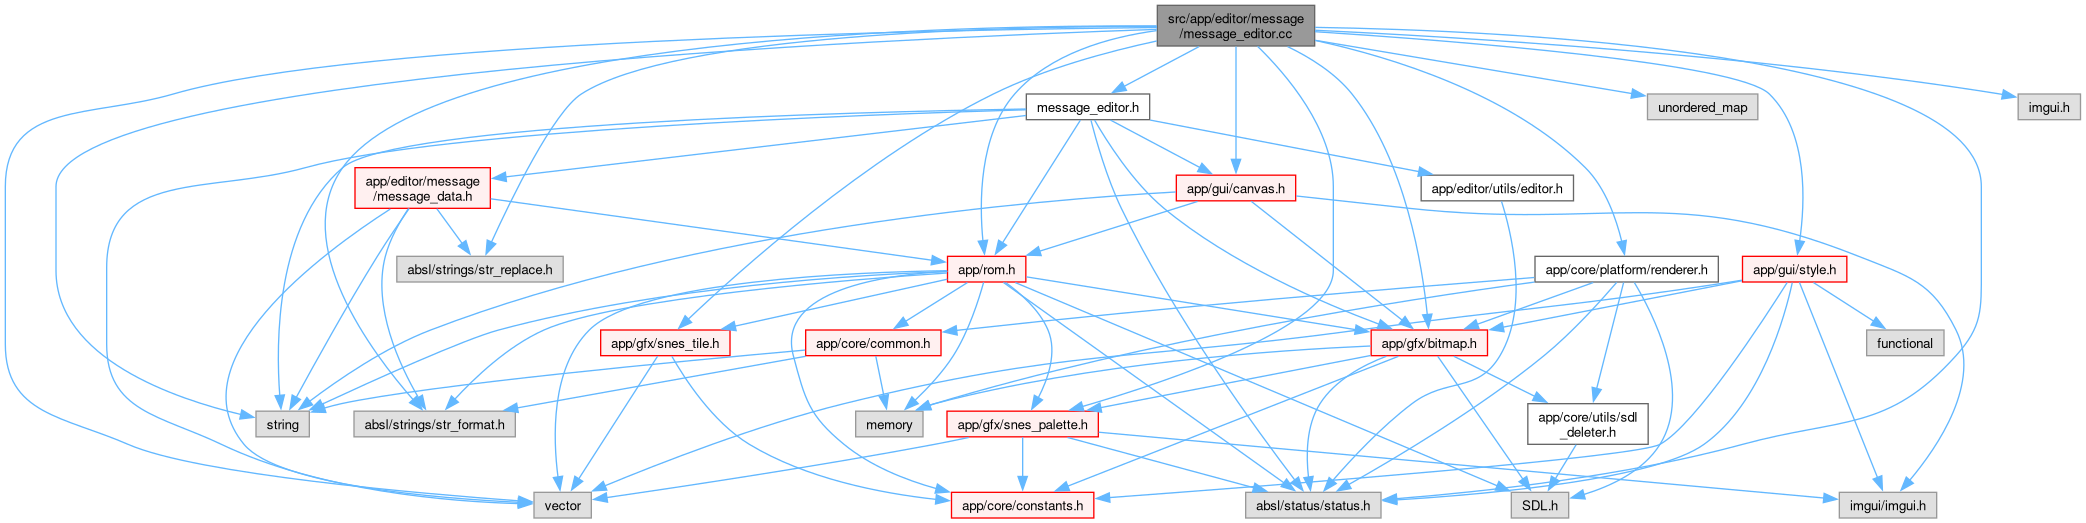 src/app/editor/message
/message_editor.cc
message_editor.h
unordered_map
imgui.h
app/editor/message
/message_data.h
app/gui/canvas.h
app/editor/utils/editor.h
absl/strings/str_replace.h
app/rom.h
app/core/platform/renderer.h
app/gui/style.h
app/gfx/snes_tile.h
app/core/common.h
app/gfx/bitmap.h
functional
string
absl/strings/str_format.h
memory
app/gfx/snes_palette.h
app/core/utils/sdl
_deleter.h
vector
app/core/constants.h
absl/status/status.h
SDL.h
imgui/imgui.h